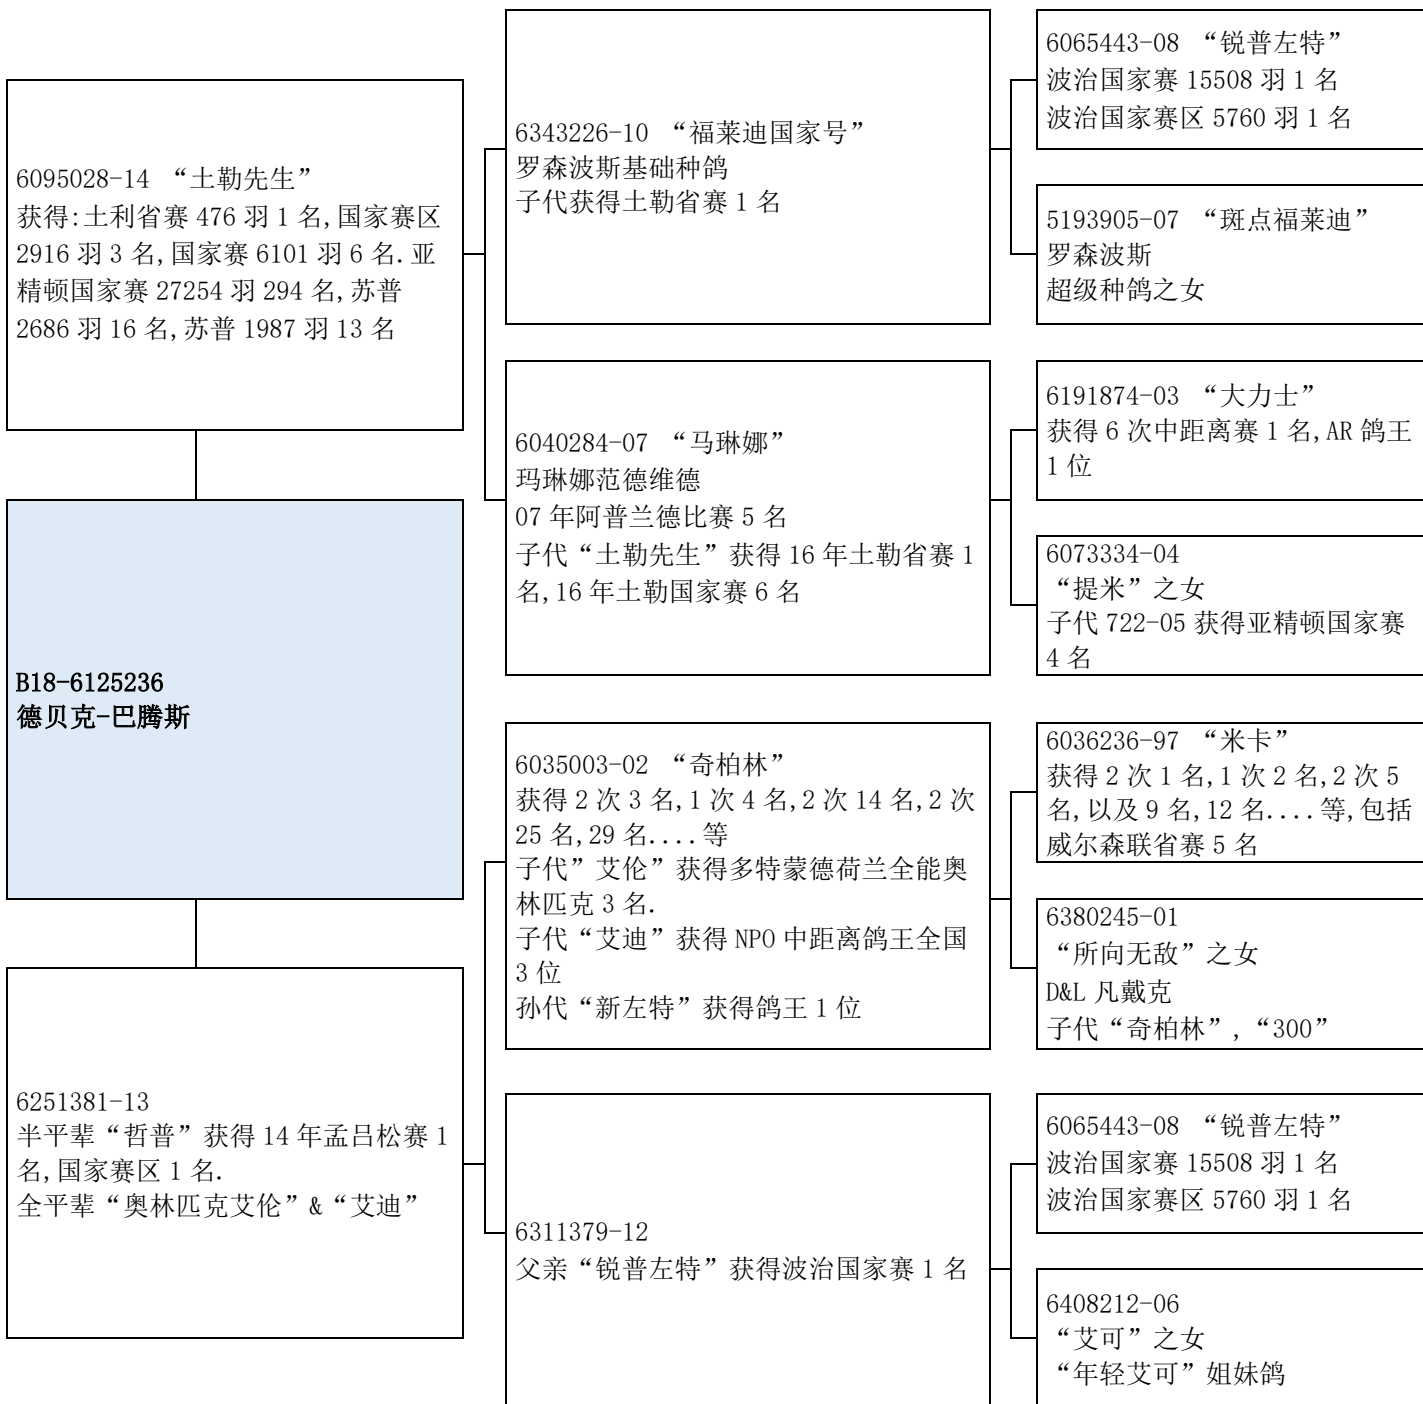 6095028-14 “土勒先生”
获得:土利省赛 476 羽 1 名,国家赛区
2916 羽 3 名,国家赛 6101 羽 6 名.亚
精顿国家赛 27254 羽 294 名,苏普
2686 羽 16 名,苏普 1987 羽 13 名
B18-6125236
德贝克-巴腾斯
6251381-13
半平辈“哲普”获得 14 年孟吕松赛 1
名,国家赛区 1 名.
全平辈“奥林匹克艾伦”&“艾迪”
6343226-10 “福莱迪国家号”
罗森波斯基础种鸽
子代获得土勒省赛 1 名
6040284-07 “马琳娜”
玛琳娜范德维德
07 年阿普兰德比赛 5 名
子代“土勒先生”获得 16 年土勒省赛 1
名,16 年土勒国家赛 6 名
6035003-02 “奇柏林”
获得 2 次 3 名,1 次 4 名,2 次 14 名,2 次
25 名,29 名....等
子代”艾伦”获得多特蒙德荷兰全能奥
林匹克 3 名.
子代“艾迪”获得 NPO 中距离鸽王全国
3 位
孙代“新左特”获得鸽王 1 位
6311379-12
父亲“锐普左特”获得波治国家赛 1 名
6065443-08 “锐普左特”
波治国家赛 15508 羽 1 名
波治国家赛区 5760 羽 1 名
5193905-07 “斑点福莱迪”
罗森波斯
超级种鸽之女
6191874-03 “大力士”
获得 6 次中距离赛 1 名,AR 鸽王
1 位
6073334-04
“提米”之女
子代 722-05 获得亚精顿国家赛
4 名
6036236-97 “米卡”
获得 2 次 1 名,1 次 2 名,2 次 5
名,以及 9 名,12 名....等,包括
威尔森联省赛 5 名
6380245-01
“所向无敌”之女
D&L 凡戴克
子代“奇柏林”,“300”
6065443-08 “锐普左特”
波治国家赛 15508 羽 1 名
波治国家赛区 5760 羽 1 名
6408212-06
“艾可”之女
“年轻艾可”姐妹鸽